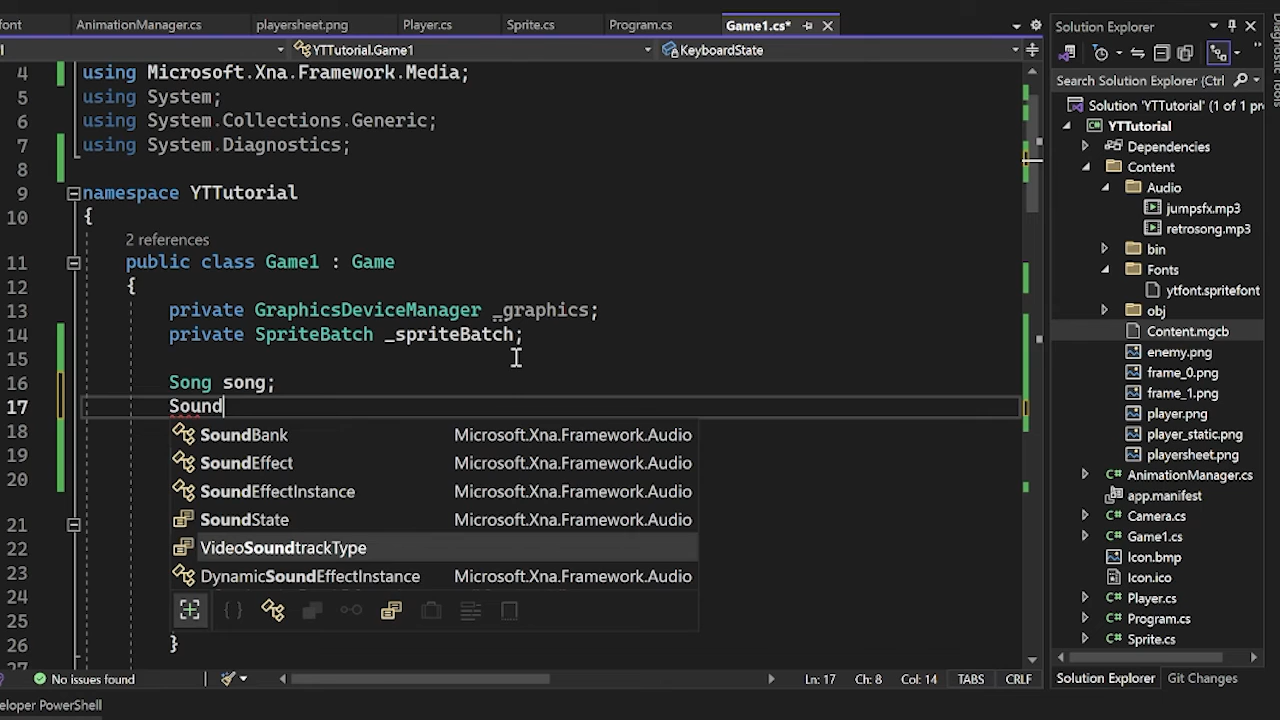 font
AnimationManager.cs
playersheet.png
Player.cs
Sprite.cs
Program.cs
Game1.cs*
YTTutorial.Game1
KeyboardState
4 using Microsoft.Xna.Framework.Media;
5 using System;
6 using System.Collections.Generic;
7 using System.Diagnostics;
8
9 namespace YTTutorial
10 {
2 references
11 public class Game1 : Game
12 {
13 private GraphicsDeviceManager _graphics;
14 private SpriteBatch _spriteBatch;
15
16 Song song;
17 Sound
18
19
20
21
22
23
24
25
26 }
27
SoundBank Microsoft.Xna.Framework.Audio
SoundEffect Microsoft.Xna.Framework.Audio
SoundEffectInstance Microsoft.Xna.Framework.Audio
SoundState Microsoft.Xna.Framework.Audio
VideoSoundtrackType
DynamicSoundEffectInstance Microsoft.Xna.Framework.Audio
No issues found
Ln: 17 Ch: 8 Col: 14 TABS CRLF
eloper PowerShell
Solution Explorer
Search Solution Explorer (Ctrl
Solution 'YTTutorial' (1 of 1 pro
YTTutorial
Dependencies
Content
Audio
jumpsfx.mp3
retrosong.mp3
bin
Fonts
ytfont.spritefont
obj
Content.mgcb
enemy.png
frame_0.png
frame_1.png
player.png
player_static.png
playersheet.png
AnimationManager.cs
app.manifest
Camera.cs
Game1.cs
Icon.bmp
Icon.ico
Player.cs
Program.cs
Sprite.cs
Solution Explorer Git Changes
Diagnostic Tools